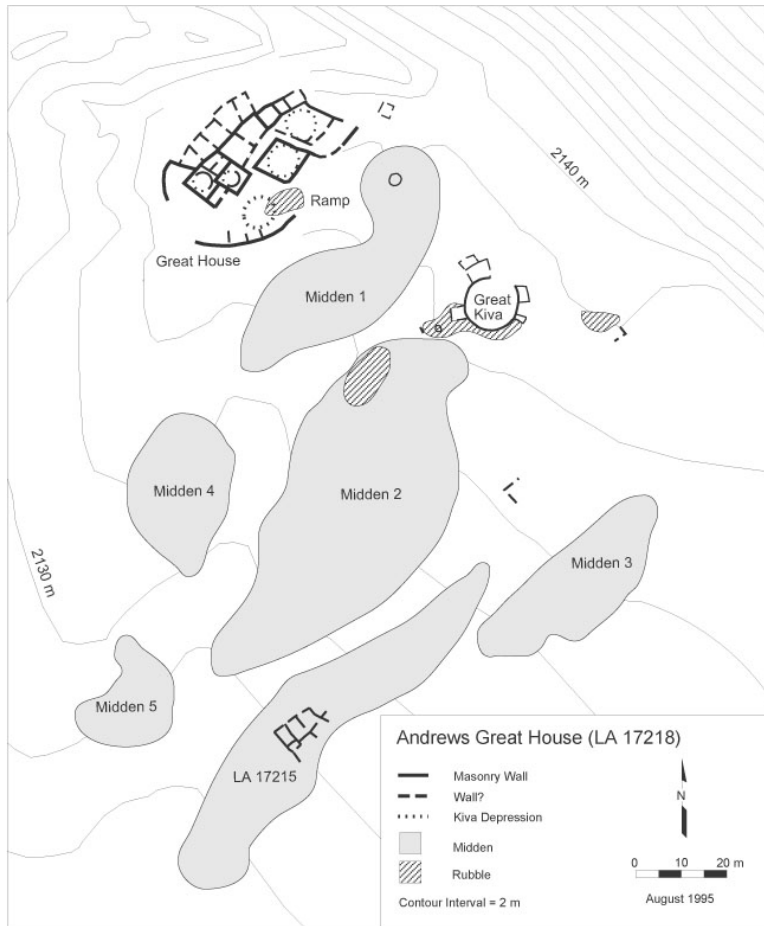 2140 m
Ramp
Great House
Midden 1
Great
Kiva
Midden 4
Midden 2
2130 m
Midden 3
Midden 5
LA 17215
Andrews Great House (LA 17218)
Masonry Wall
Wall?
Kiva Depression
Midden
Rubble
Contour Interval = 2 m
N
0 10 20 m
August 1995